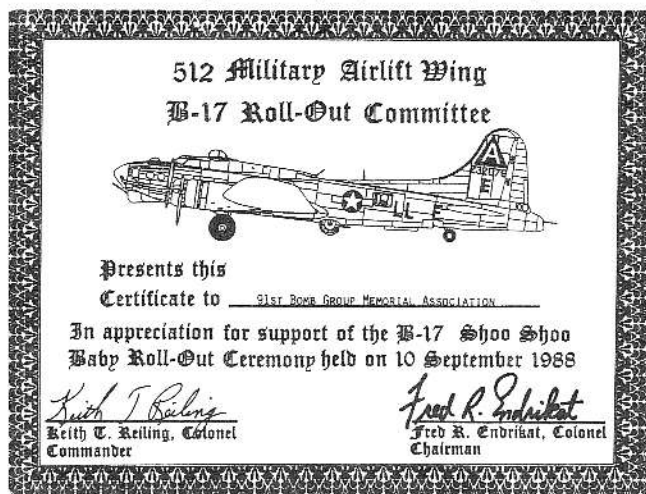 512 Military Airlift Wing
B-17 Roll-Out Committee
A
E
LL E
Presents this
Certificate to 91st Bomb Group Memorial Association
In appreciation for support of the B-17 Shoo Shoo
Baby Roll-Out Ceremony held on 10 September 1988
Keith T Reiling Fred R. Endrikat
Keith T. Reiling, Colonel Fred R. Endrikat, Colonel
Commander Chairman